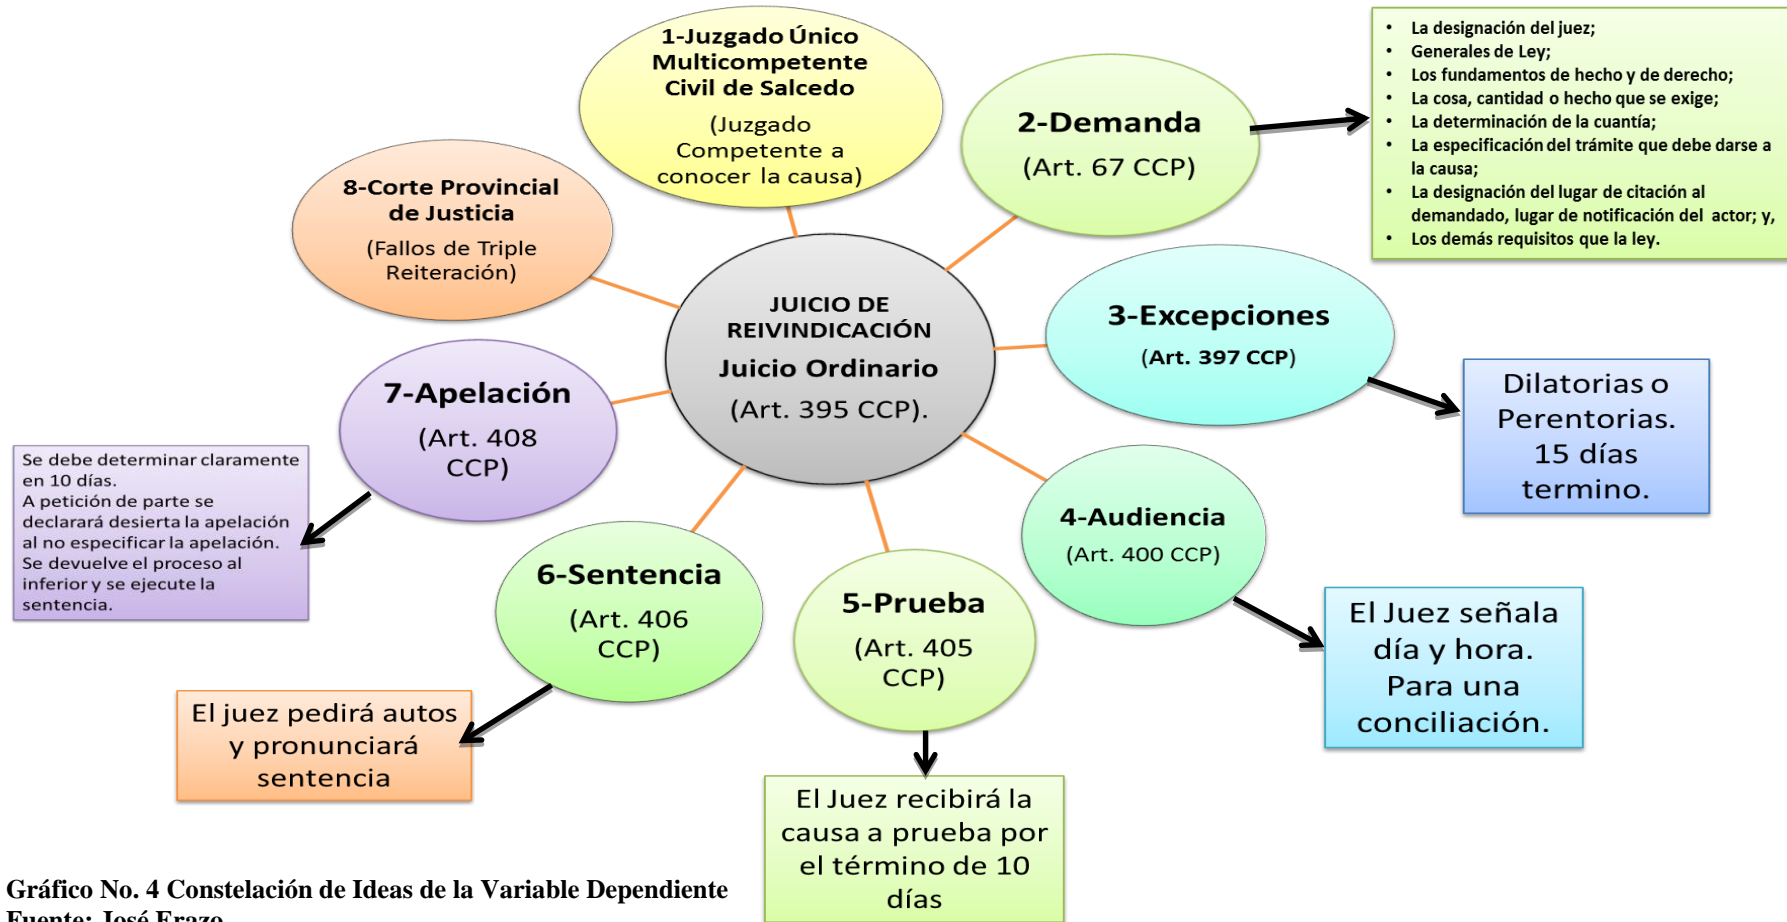 1-Juzgado Único
Multicompetente
Civil de Salcedo
(Juzgado
Competente a
conocer la causa)
2-Demanda
(Art. 67 CCP)
• La designación del juez;
• Generales de Ley;
• Los fundamentos de hecho y de derecho;
• La cosa, cantidad o hecho que se exige;
• La determinación de la cuantía;
• La especificación del trámite que debe darse a
la causa;
• La designación del lugar de citación al
demandado, lugar de notificación del actor; y,
• Los demás requisitos que la ley.
3-Excepciones
(Art. 397 CCP)
Dilatorias o
Perentorias.
15 días
termino.
4-Audiencia
(Art. 400 CCP)
El Juez señala
día y hora.
Para una
conciliación.
5-Prueba
(Art. 405
CCP)
El Juez recibirá la
causa a prueba por
el término de 10
días
6-Sentencia
(Art. 406
CCP)
El juez pedirá autos
y pronunciará
sentencia
7-Apelación
(Art. 408
CCP)
Se debe determinar claramente
en 10 días.
A petición de parte se
declarará desierta la apelación
al no especificar la apelación.
Se devuelve el proceso al
inferior y se ejecute la
sentencia.
8-Corte Provincial
de Justicia
(Fallos de Triple
Reiteración)
JUICIO DE
REIVINDICACIÓN
Juicio Ordinario
(Art. 395 CCP).
Gráfico No. 4 Constelación de Ideas de la Variable Dependiente
Fuente: José Erazo